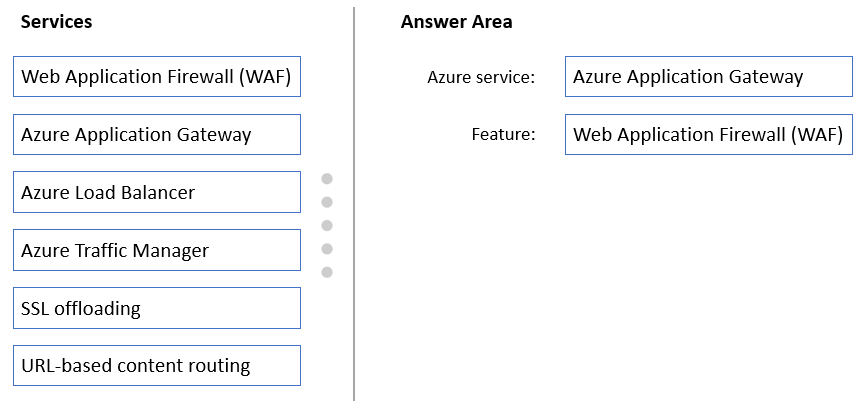 Services
Web Application Firewall (WAF)
Azure Application Gateway
Azure Load Balancer
Azure Traffic Manager
SSL offloading
URL-based content routing
Answer Area
Azure service: Azure Application Gateway
Feature: Web Application Firewall (WAF)